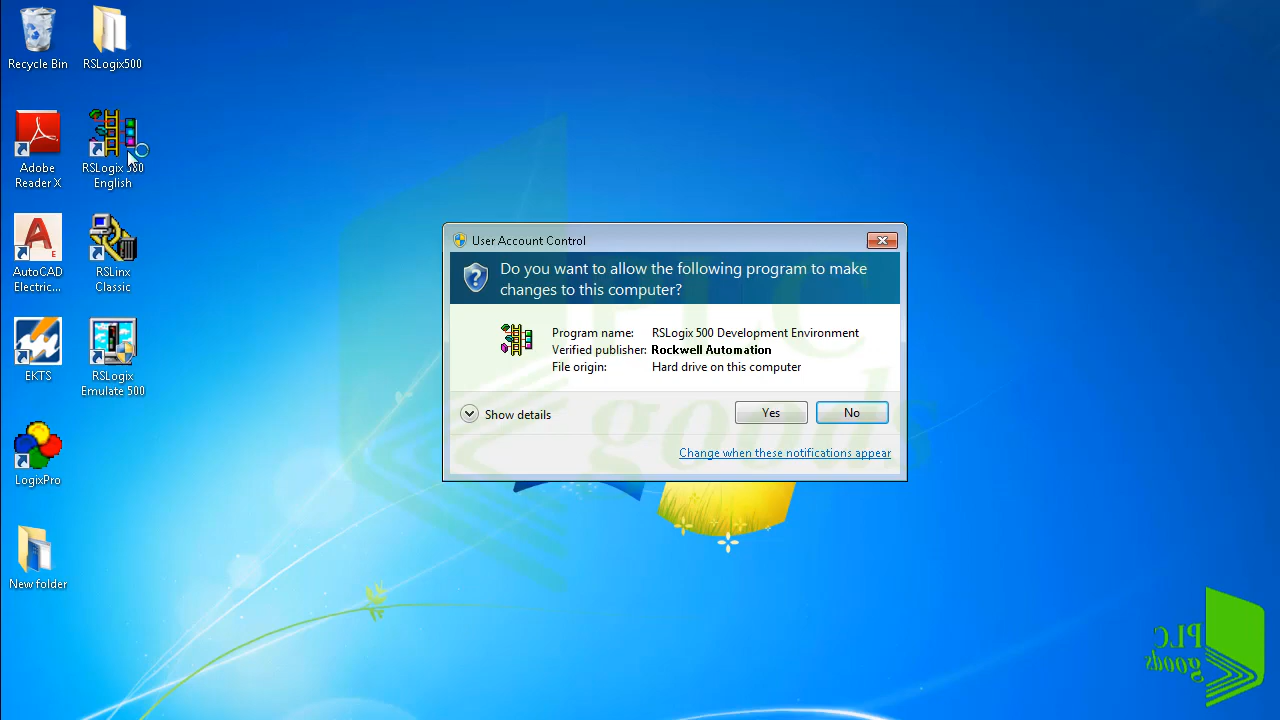 Recycle Bin
RSLogix500
Adobe
Reader X
RSLogix 500
English
AutoCAD
Electric...
RSLinx
Classic
EKTS
RSLogix
Emulate 500
LogixPro
New folder
User Account Control
Do you want to allow the following program to make
changes to this computer?
Program name: RSLogix 500 Development Environment
Verified publisher: Rockwell Automation
File origin: Hard drive on this computer
Show details
Yes
No
Change when these notifications appear
PLC
goods
PLC
goods